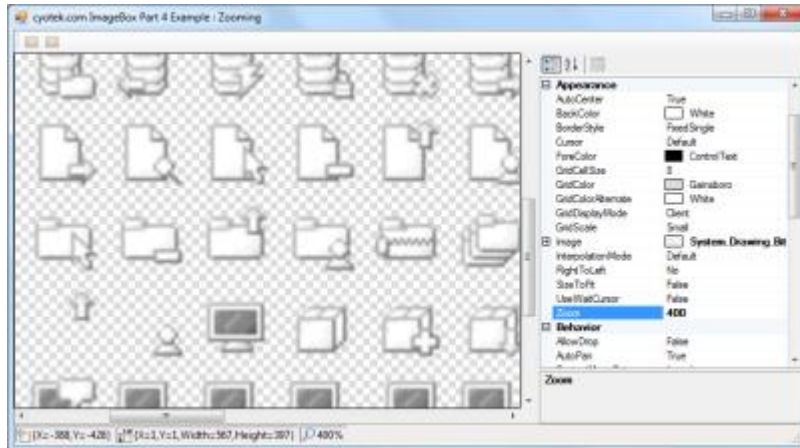 cyotek.com ImageBox Part 4 Example : Zooming
Appearance
AutoCenter True
BackColor White
BorderStyle FixedSingle
Cursor Default
ForeColor ControlText
GridCellSize 8
GridColor Gainsboro
GridColorAlternate White
GridDisplayMode Client
GridScale Small
Image System.Drawing.Bit
InterpolationMode Default
RightToLeft No
SizeToFit False
UseWaitCursor False
Zoom 400
Behavior
AllowDrop False
AutoPan True
Zoom
{X=-368,Y=-428} {X=1,Y=1,Width=567,Height=397} 400%